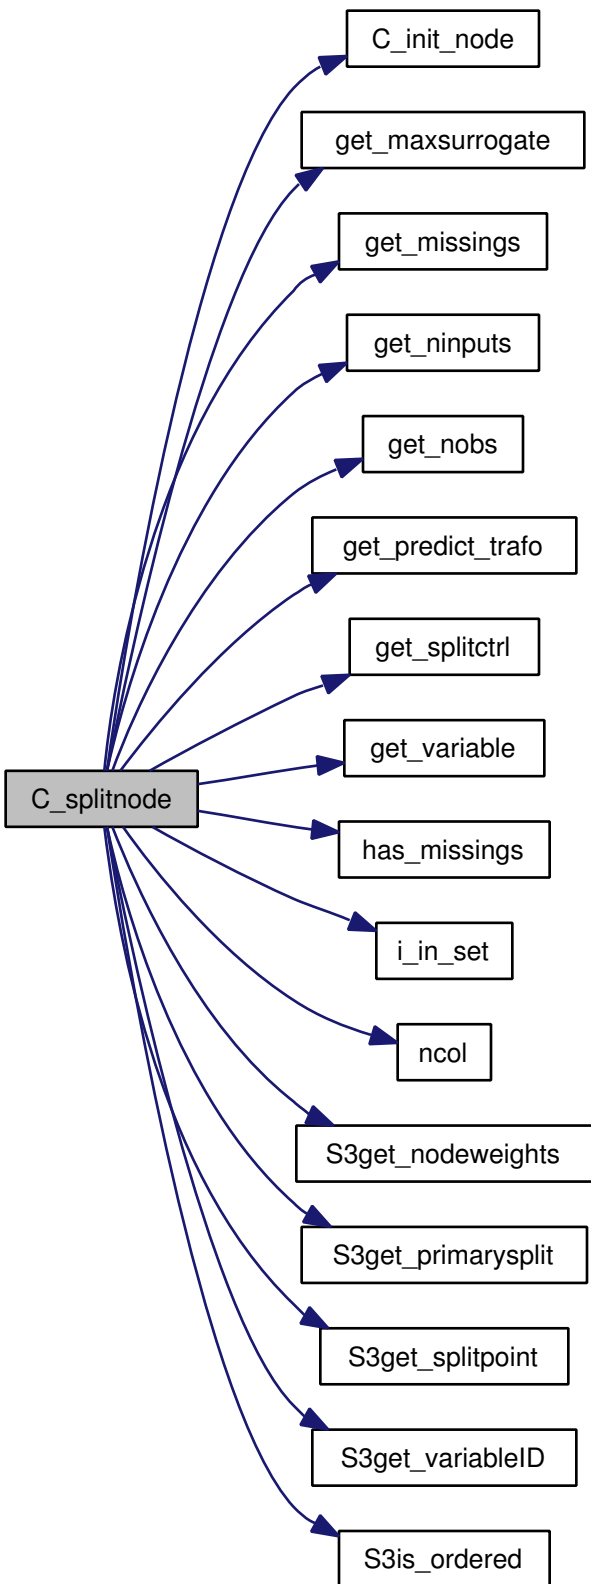 C_init_node
get_maxsurrogate
get_missings
get_ninputs
get_nobs
get_predict_trafo
get_splitctrl
get_variable
C_splitnode
has_missings
i_in_set
ncol
S3get_nodeweights
S3get_primarysplit
S3get_splitpoint
S3get_variableID
S3is_ordered